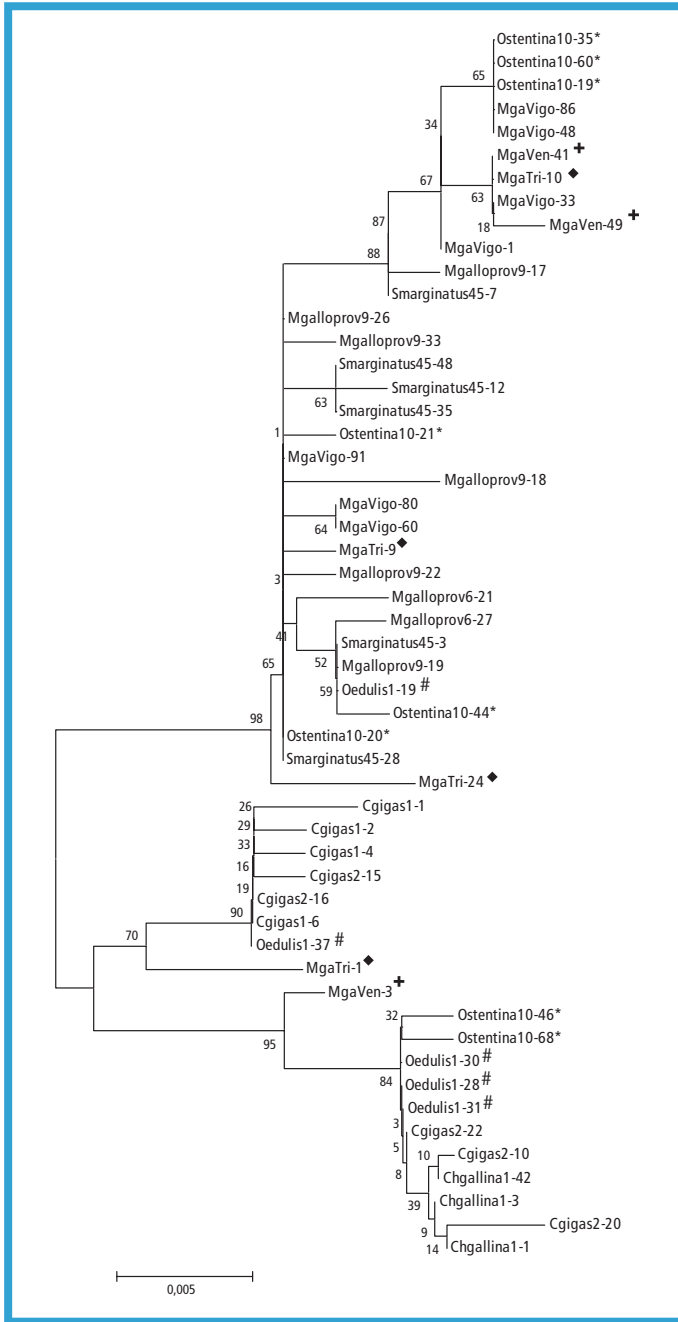 Ostentina10-35*
Ostentina10-60*
65
Ostentina10-19*
MgaVigo-86
34
MgaVigo-48
MgaVen-41 ✚
67
MgaTri-10 ◆
63
MgaVigo-33
18
MgaVen-49 ✚
87
MgaVigo-1
88
Mgalloprov9-17
Smarginatus45-7
Mgalloprov9-26
Mgalloprov9-33
Smarginatus45-48
Smarginatus45-12
63
Smarginatus45-35
1
Ostentina10-21*
MgaVigo-91
Mgalloprov9-18
MgaVigo-80
64
MgaVigo-60
MgaTri-9 ◆
3
Mgalloprov9-22
Mgalloprov6-21
Mgalloprov6-27
41
Smarginatus45-3
65
52
Mgalloprov9-19
59
Oedulis1-19 #
98
Ostentina10-44*
Ostentina10-20*
Smarginatus45-28
MgaTri-24 ◆
26
Cgigas1-1
29
Cgigas1-2
33
Cgigas1-4
16
Cgigas2-15
19
Cgigas2-16
90
Cgigas1-6
70
Oedulis1-37 #
MgaTri-1 ◆
MgaVen-3 ✚
32
Ostentina10-46*
95
Ostentina10-68*
Oedulis1-30 #
84
Oedulis1-28 #
Oedulis1-31 #
3
Cgigas2-22
5
10
Cgigas2-10
8
Chgallina1-42
39
Chgallina1-3
9
Cgigas2-20
14
Chgallina1-1
0,005